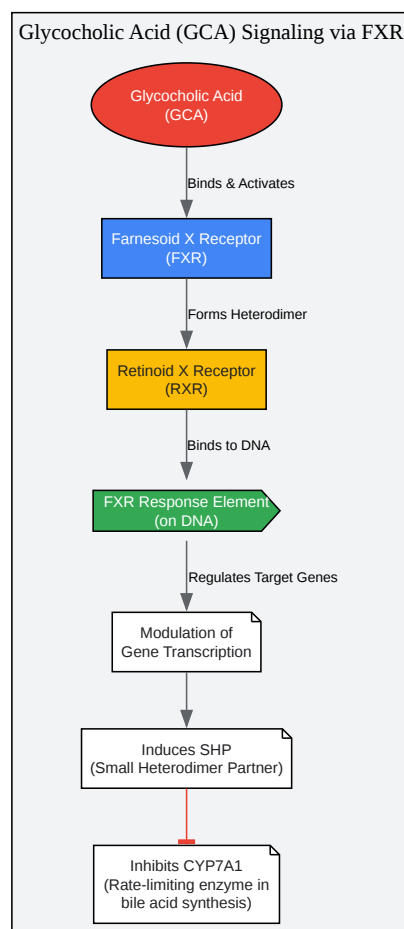 Glycocholic Acid (GCA) Signaling via FXR
Glycocholic Acid
(GCA)
Binds & Activates
Farnesoid X Receptor
(FXR)
Forms Heterodimer
Retinoid X Receptor
(RXR)
Binds to DNA
FXR Response Element
(on DNA)
Regulates Target Genes
Modulation of
Gene Transcription
Induces SHP
(Small Heterodimer Partner)
Inhibits CYP7A1
(Rate-limiting enzyme in
bile acid synthesis)